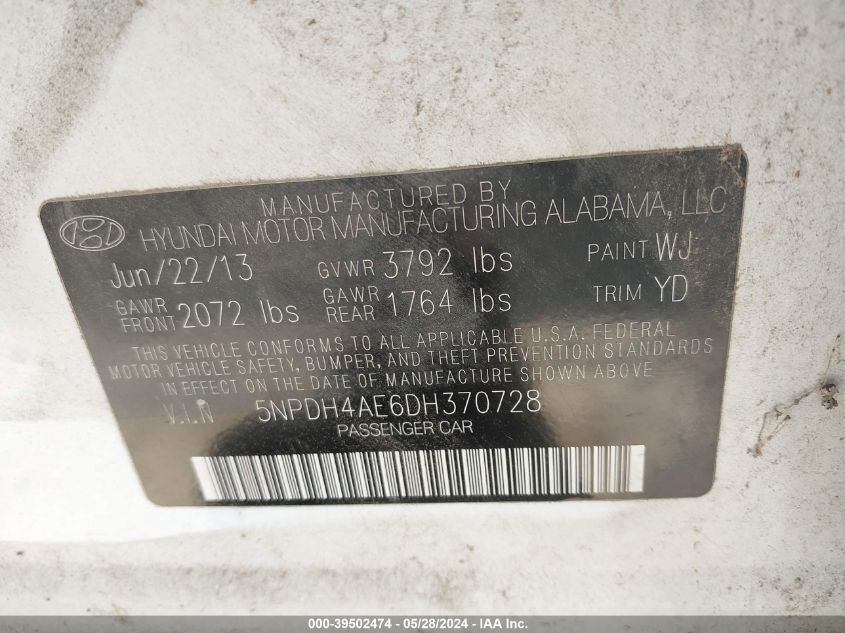 MANUFACTURED BY
HYUNDAI MOTOR MANUFACTURING ALABAMA, LLC
Jun/22/13 GVWR 3792 lbs PAINT WJ
GAWR FRONT 2072 lbs GAWR REAR 1764 lbs TRIM YD
THIS VEHICLE CONFORMS TO ALL APPLICABLE U.S.A. FEDERAL
MOTOR VEHICLE SAFETY, BUMPER, AND THEFT PREVENTION STANDARDS
IN EFFECT ON THE DATE OF MANUFACTURE SHOWN ABOVE
V.I.N 5NPDH4AE6DH370728
PASSENGER CAR
000-39502474 - 05/28/2024 - IAA Inc.